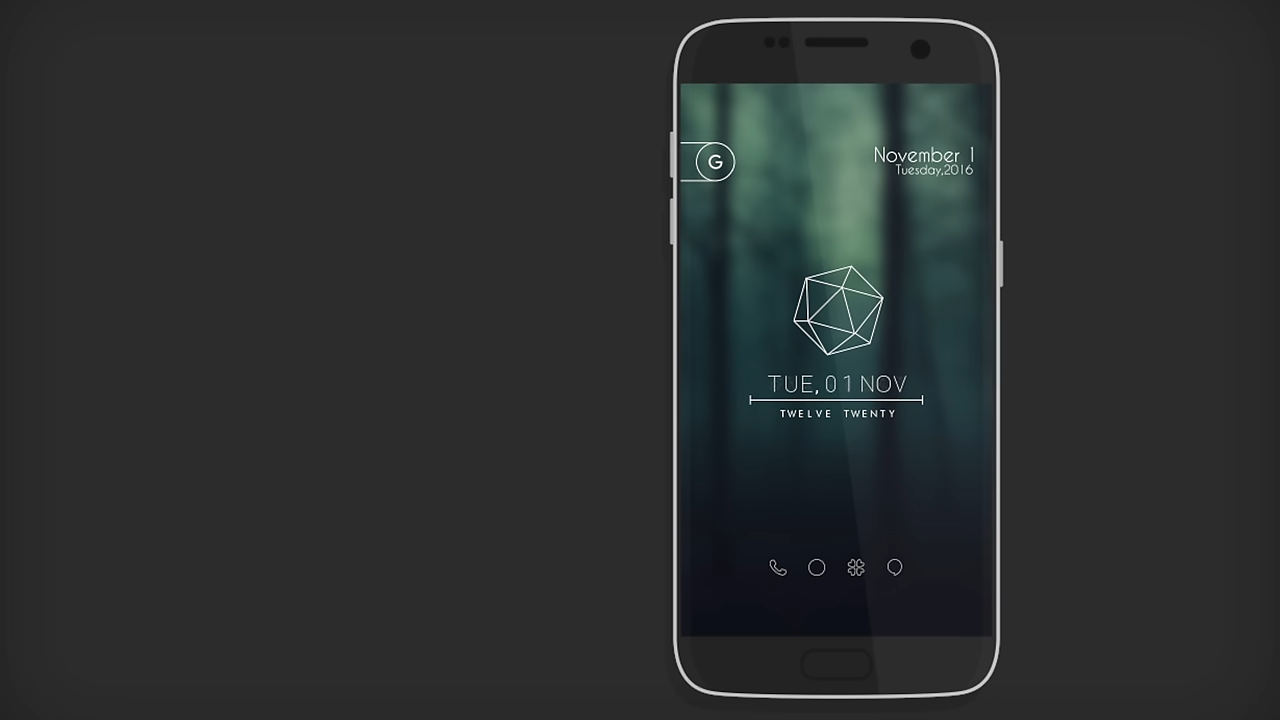 G
November 1
Tuesday,2016
TUE, 01 NOV
TWELVE TWENTY